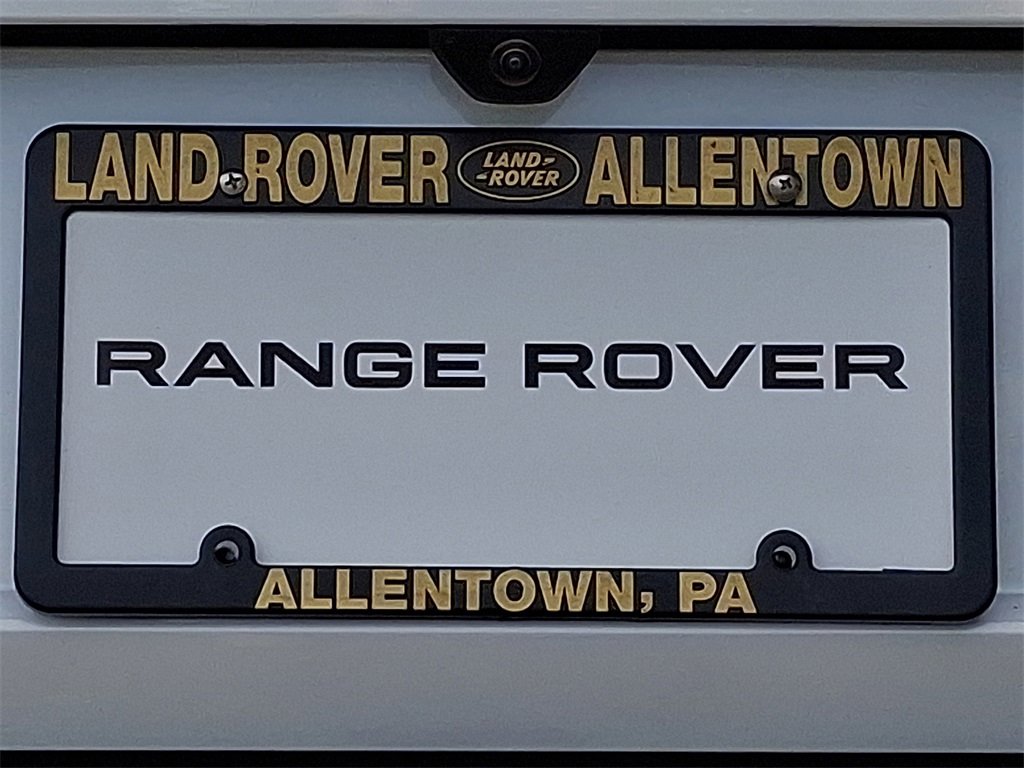 LAND ROVER LAND-
-ROVER ALLENTOWN
RANGE ROVER
ALLENTOWN, PA